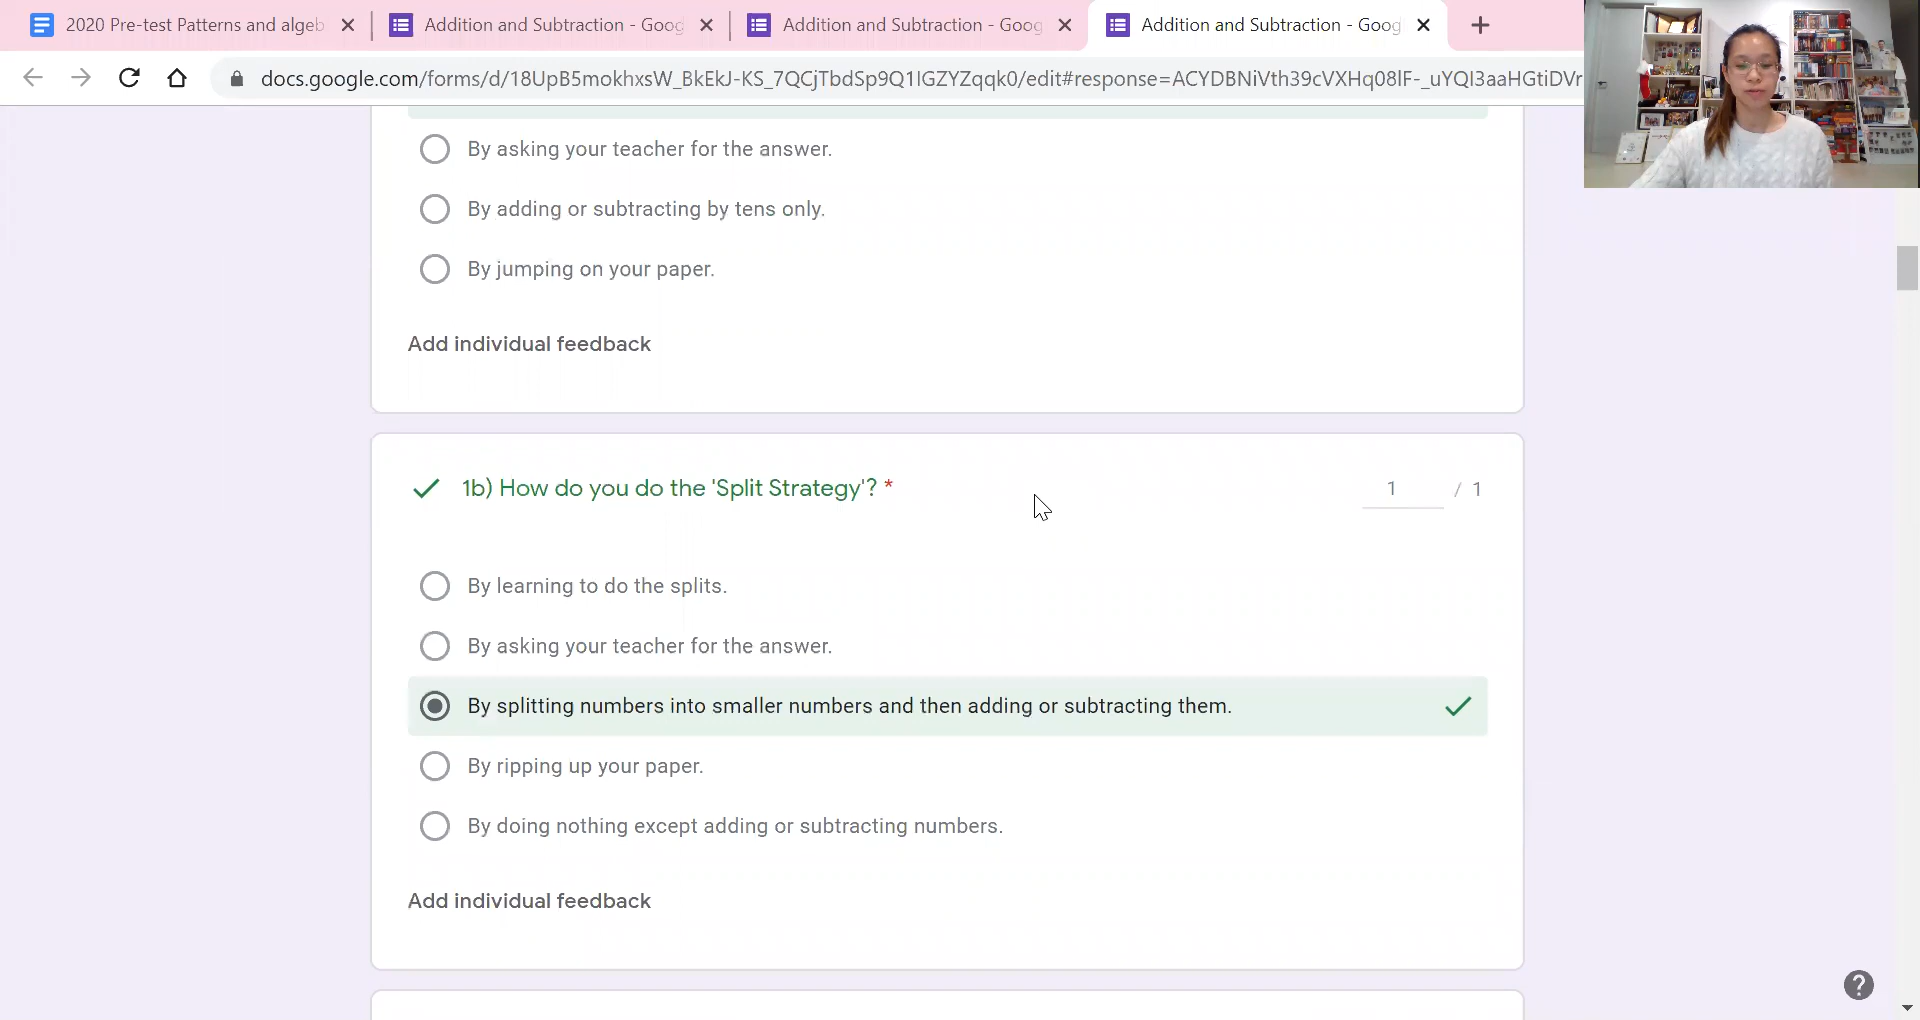 2020 Pre-test Patterns and algeb
Addition and Subtraction - Goog
Addition and Subtraction - Goog
Addition and Subtraction - Goog
docs.google.com/forms/d/18UpB5mokhxsW_BkEkJ-KS_7QCjTbdSp9Q1IGZYZqqk0/edit#response=ACYDBNiVth39cVXHq08lF-_uYQI3aaHGtiDVr
By asking your teacher for the answer.
By adding or subtracting by tens only.
By jumping on your paper.
Add individual feedback
1b) How do you do the 'Split Strategy'? *
1 / 1
By learning to do the splits.
By asking your teacher for the answer.
By splitting numbers into smaller numbers and then adding or subtracting them.
By ripping up your paper.
By doing nothing except adding or subtracting numbers.
Add individual feedback